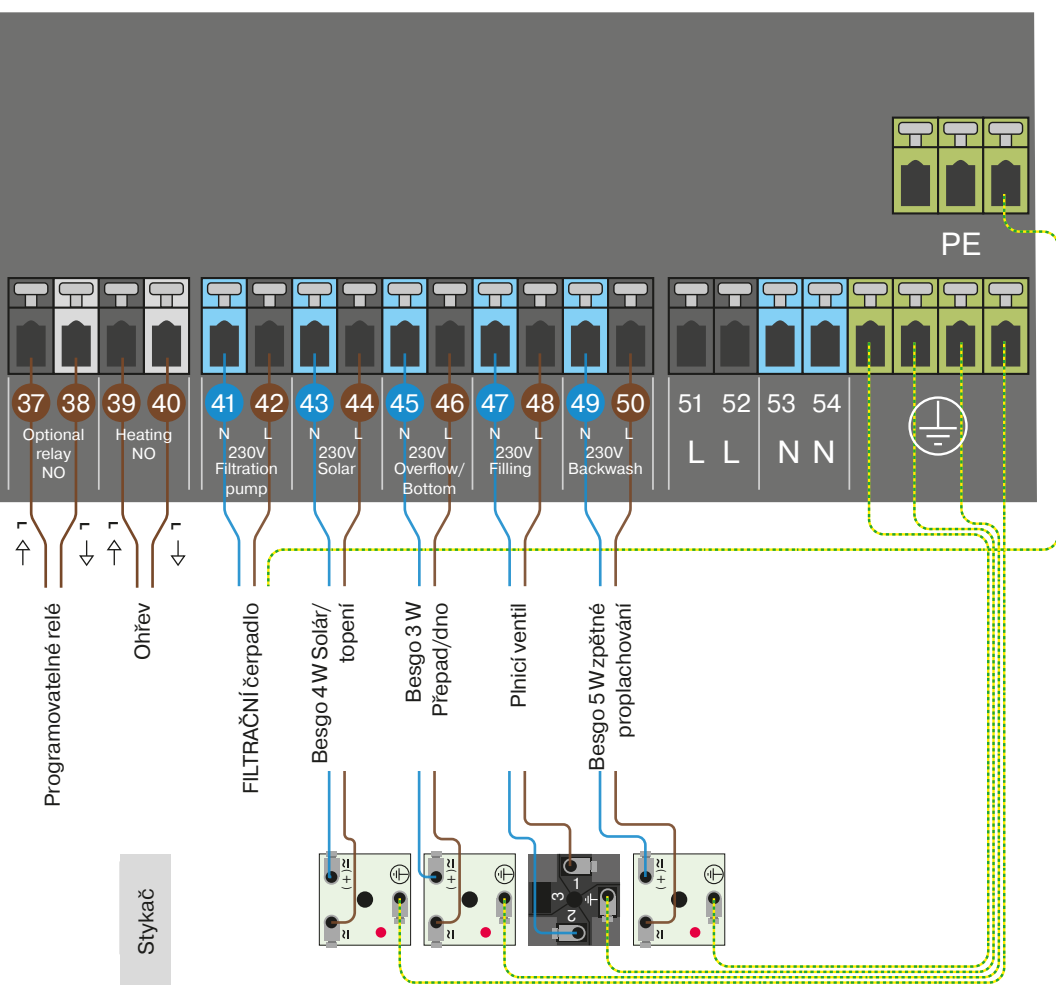 PE
37 38 39 40 41 42 43 44 45 46 47 48 49 50 51 52 53 54
N L N L N L N L N L
L L N N
Optional
relay
NO
Heating
NO
230V
Filtration
pump
230V
Solar
230V
Overflow/
Bottom
230V
Filling
230V
Backwash
L L L L
Programovatelné relé
Ohřev
FILTRAČNÍ čerpadlo
Besgo 4 W Solár/
topení
Besgo 3 W
Přepad/dno
Plnicí ventil
Besgo 5 W zpětné
proplachování
Stykač
≈(+)
≈
≈(+)
≈
1
3
2
≈(+)
≈